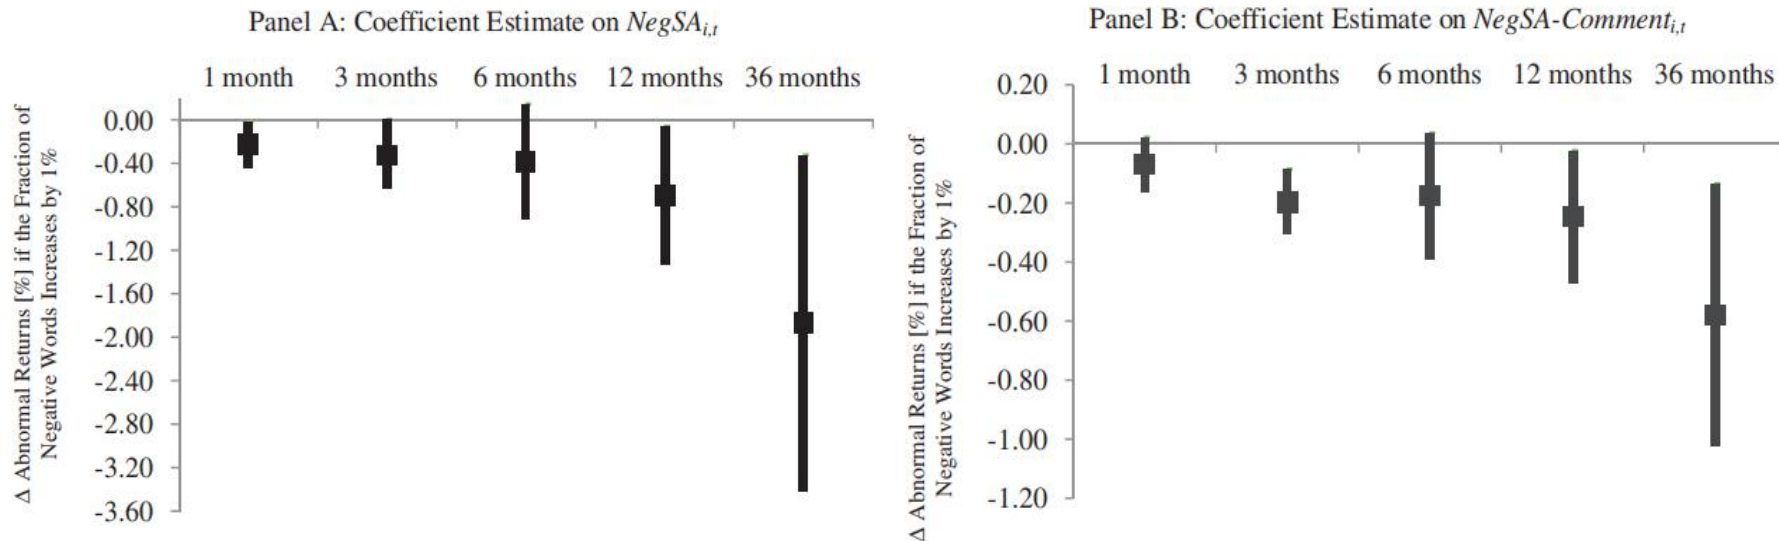 Panel A: Coefficient Estimate on NegSAi,t
1 month 3 months 6 months 12 months 36 months
Δ Abnormal Returns [%] if the Fraction of
Negative Words Increases by 1%
0.00
-0.40
-0.80
-1.20
-1.60
-2.00
-2.40
-2.80
-3.20
-3.60
Panel B: Coefficient Estimate on NegSA-Commenti,t
1 month 3 months 6 months 12 months 36 months
Δ Abnormal Returns [%] if the Fraction of
Negative Words Increases by 1%
0.20
0.00
-0.20
-0.40
-0.60
-0.80
-1.00
-1.20